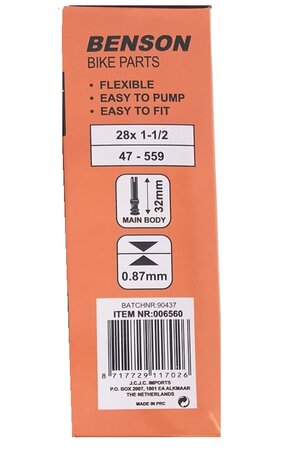 BENSON
BIKE PARTS
• FLEXIBLE
• EASY TO PUMP
• EASY TO FIT
28x 1-1/2
47 - 559
32mm
MAIN BODY
0.87mm
BATCHNR:90437
ITEM NR:006560
8 717729 117026
J.C.J.C. IMPORTS
P.O. BOX 2007, 1801 EA ALKMAAR
THE NETHERLANDS
MADE IN PRC